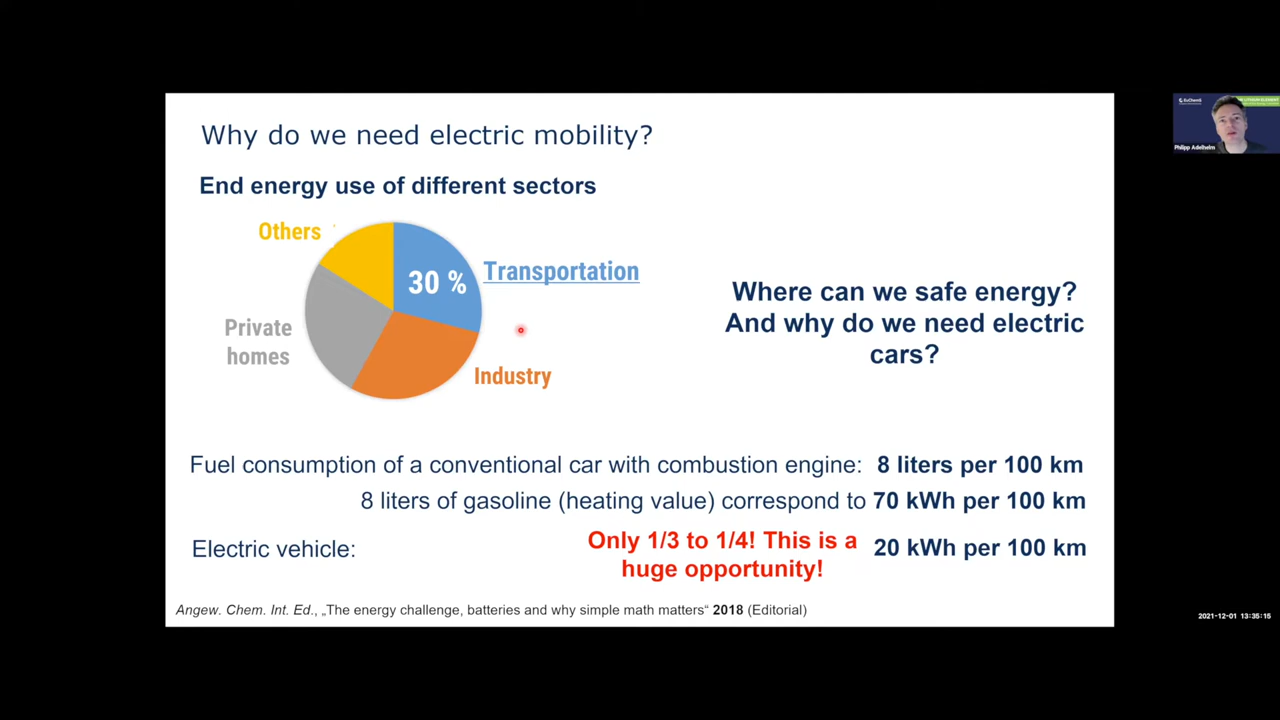 Why do we need electric mobility?
End energy use of different sectors
Others
30 %
Transportation
Private
homes
Industry
Where can we safe energy?
And why do we need electric
cars?
Fuel consumption of a conventional car with combustion engine: 8 liters per 100 km
8 liters of gasoline (heating value) correspond to 70 kWh per 100 km
Electric vehicle:
Only 1/3 to 1/4! This is a
huge opportunity!
20 kWh per 100 km
Angew. Chem. Int. Ed., „The energy challenge, batteries and why simple math matters“ 2018 (Editorial)
EuChemS
Philipp Adelhelm
2021-12-01 13:35:15